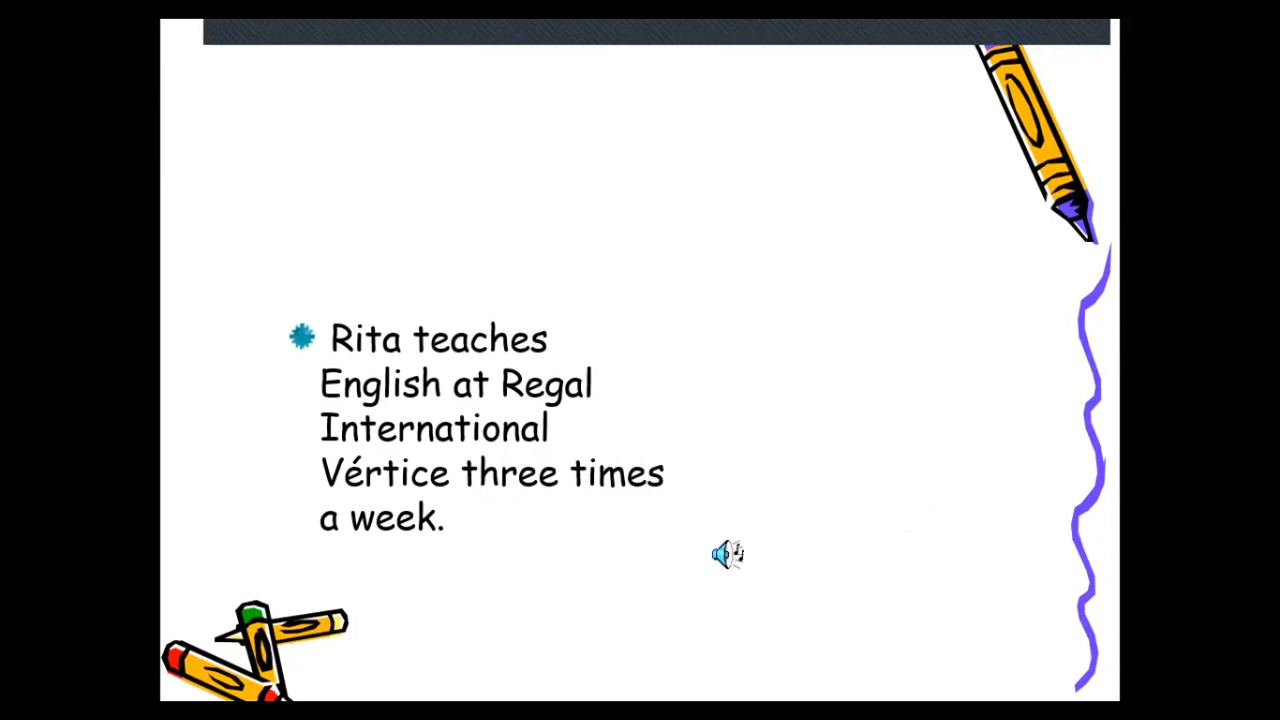 Rita teaches
English at Regal
International
Vértice three times
a week.